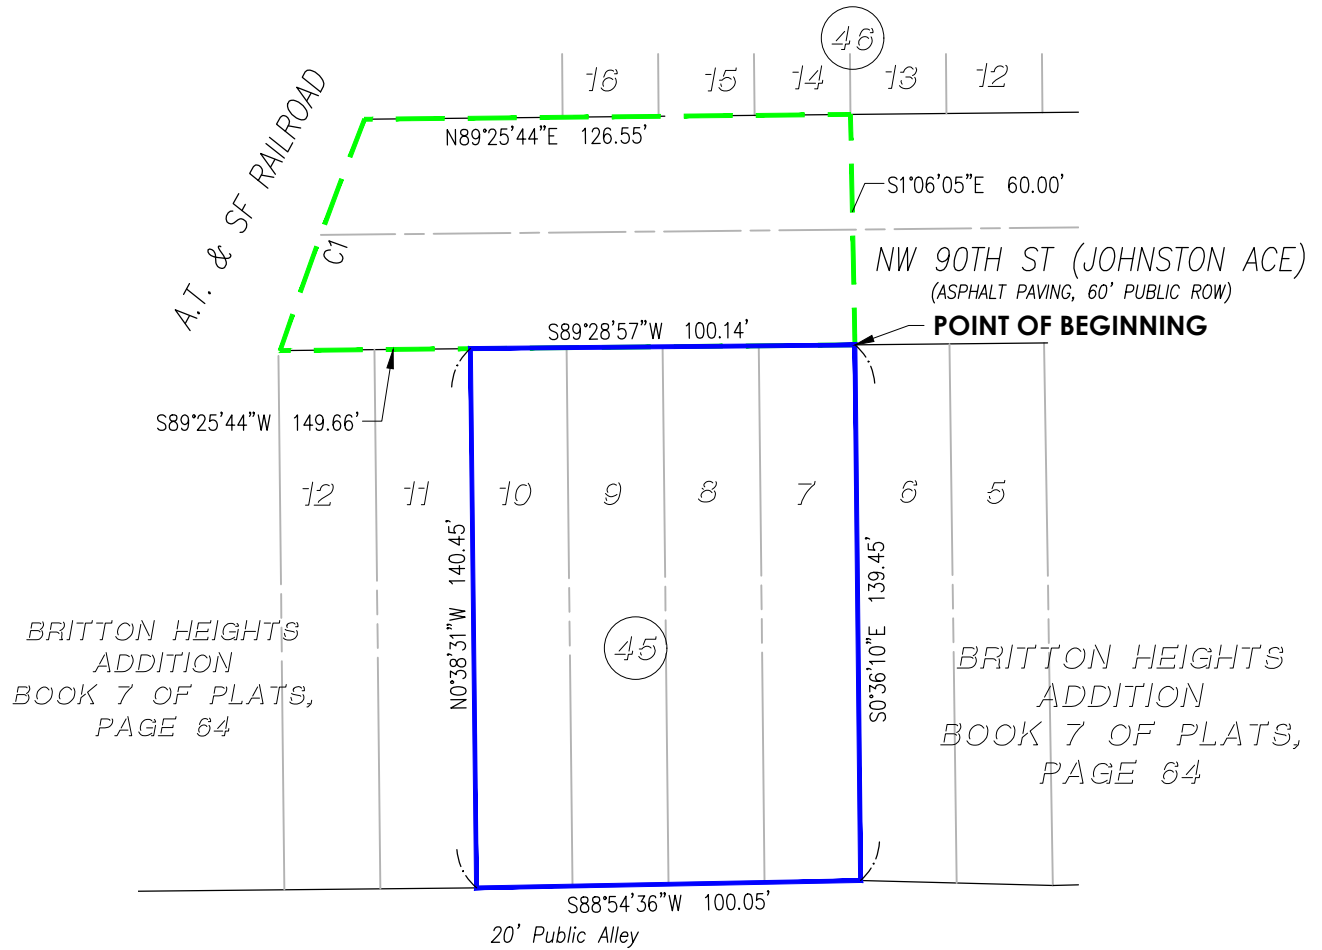 46
16
15
14
13
12
N89°25'44"E 126.55'
S1°06'05"E 60.00'
A.T. & SF RAILROAD
C1
NW 90TH ST (JOHNSTON ACE)
(ASPHALT PAVING, 60' PUBLIC ROW)
POINT OF BEGINNING
S89°28'57"W 100.14'
S89°25'44"W 149.66'
12
11
10
9
8
7
6
5
N0°38'31"W 140.45'
S0°36'10"E 139.45'
45
BRITTON HEIGHTS
ADDITION
BOOK 7 OF PLATS,
PAGE 64
BRITTON HEIGHTS
ADDITION
BOOK 7 OF PLATS,
PAGE 64
S88°54'36"W 100.05'
20' Public Alley